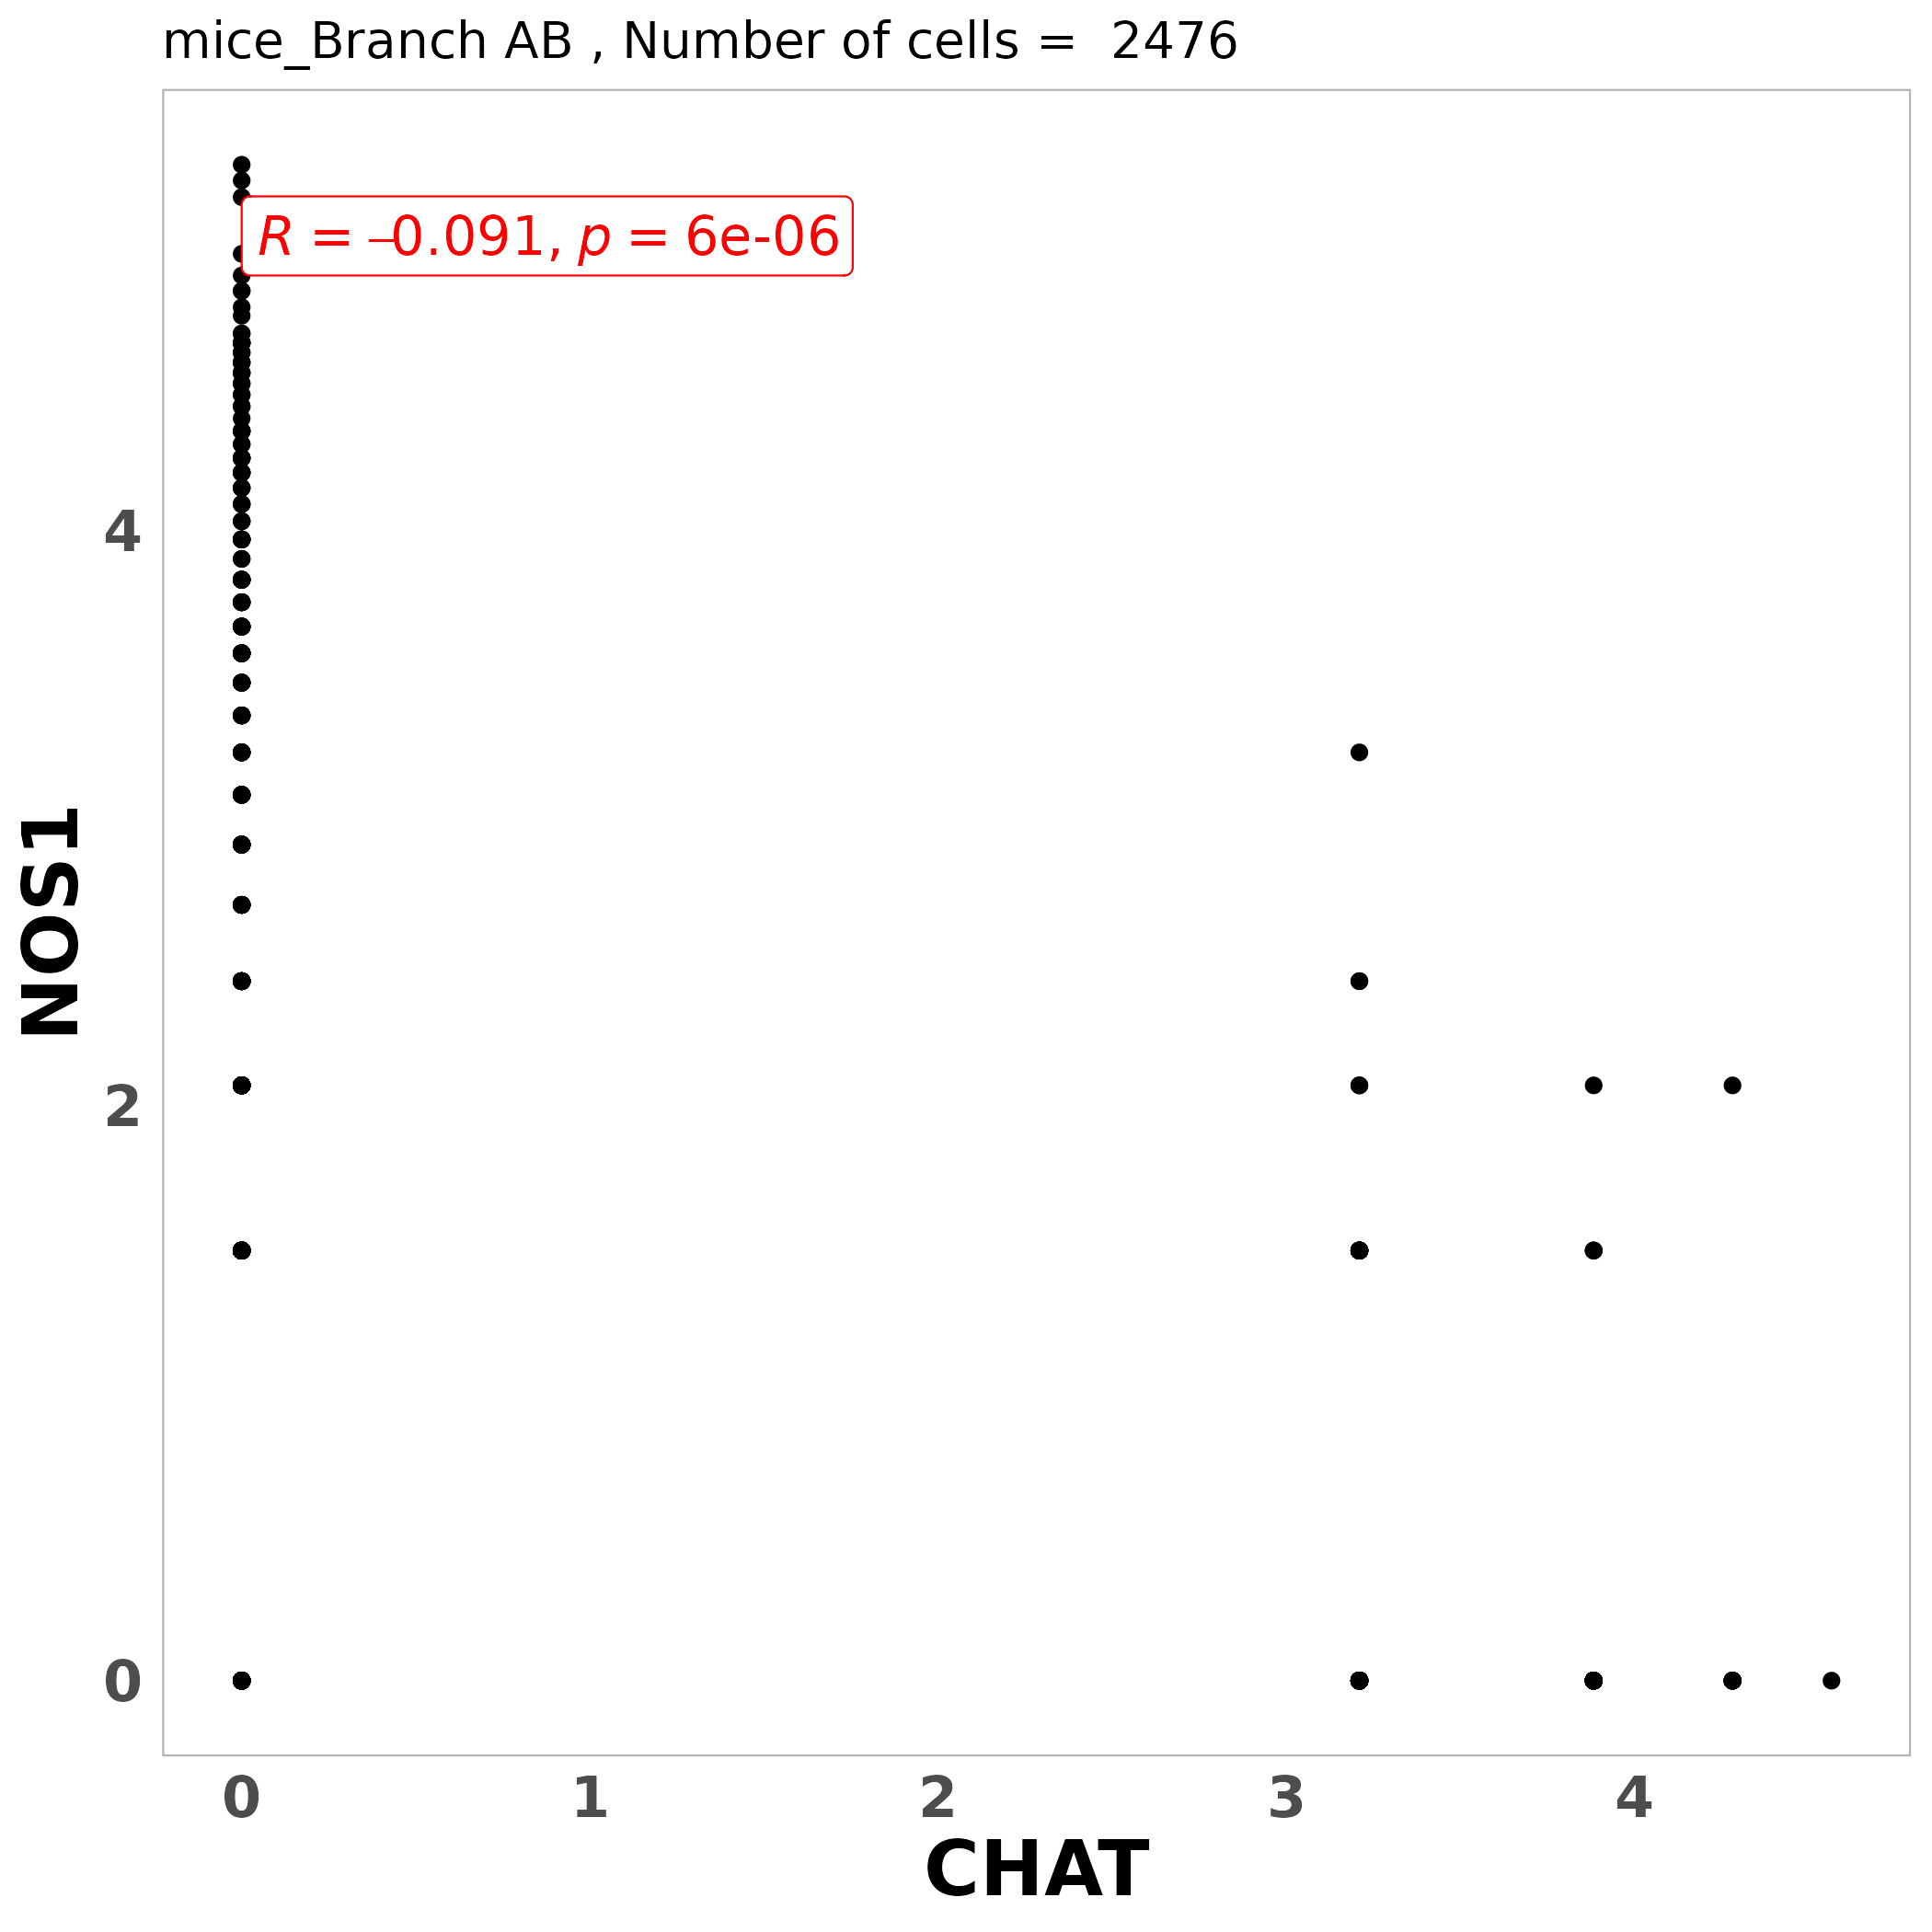 mice_Branch AB , Number of cells =  2476
R = –0.091, p = 6e-06
4
2
0
NOS1
0 1 2 3 4
CHAT